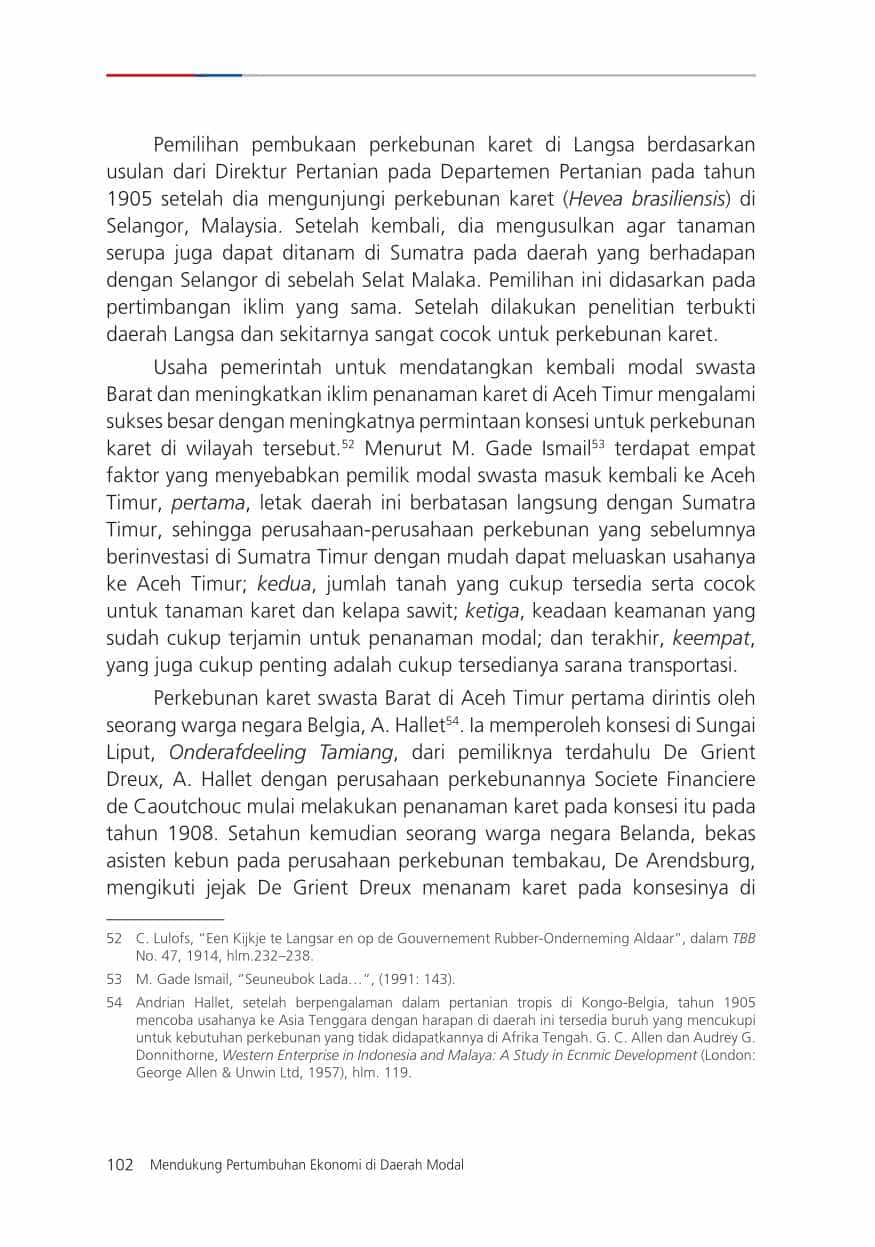 Pemilihan pembukaan perkebunan karet di Langsa berdasarkan
usulan dari Direktur Pertanian pada Departemen Pertanian pada tahun
1905 setelah dia mengunjungi perkebunan karet (Hevea brasiliensis) di
Selangor, Malaysia. Setelah kembali, dia mengusulkan agar tanaman
serupa juga dapat ditanam di Sumatra pada daerah yang berhadapan
dengan Selangor di sebelah Selat Malaka. Pemilihan ini didasarkan pada
pertimbangan iklim yang sama. Setelah dilakukan penelitian terbukti
daerah Langsa dan sekitarnya sangat cocok untuk perkebunan karet.
Usaha pemerintah untuk mendatangkan kembali modal swasta
Barat dan meningkatkan iklim penanaman karet di Aceh Timur mengalami
sukses besar dengan meningkatnya permintaan konsesi untuk perkebunan
karet di wilayah tersebut.52 Menurut M. Gade Ismail53 terdapat empat
faktor yang menyebabkan pemilik modal swasta masuk kembali ke Aceh
Timur, pertama, letak daerah ini berbatasan langsung dengan Sumatra
Timur, sehingga perusahaan-perusahaan perkebunan yang sebelumnya
berinvestasi di Sumatra Timur dengan mudah dapat meluaskan usahanya
ke Aceh Timur; kedua, jumlah tanah yang cukup tersedia serta cocok
untuk tanaman karet dan kelapa sawit; ketiga, keadaan keamanan yang
sudah cukup terjamin untuk penanaman modal; dan terakhir, keempat,
yang juga cukup penting adalah cukup tersedianya sarana transportasi.
Perkebunan karet swasta Barat di Aceh Timur pertama dirintis oleh
seorang warga negara Belgia, A. Hallet54. Ia memperoleh konsesi di Sungai
Liput, Onderafdeeling Tamiang, dari pemiliknya terdahulu De Grient
Dreux, A. Hallet dengan perusahaan perkebunannya Societe Financiere
de Caoutchouc mulai melakukan penanaman karet pada konsesi itu pada
tahun 1908. Setahun kemudian seorang warga negara Belanda, bekas
asisten kebun pada perusahaan perkebunan tembakau, De Arendsburg,
mengikuti jejak De Grient Dreux menanam karet pada konsesinya di
52 C. Lulofs, “Een Kijkje te Langsar en op de Gouvernement Rubber-Onderneming Aldaar”, dalam TBB
No. 47, 1914, hlm.232–238.
53 M. Gade Ismail, “Seuneubok Lada…”, (1991: 143).
54 Andrian Hallet, setelah berpengalaman dalam pertanian tropis di Kongo-Belgia, tahun 1905
mencoba usahanya ke Asia Tenggara dengan harapan di daerah ini tersedia buruh yang mencukupi
untuk kebutuhan perkebunan yang tidak didapatkannya di Afrika Tengah. G. C. Allen dan Audrey G.
Donnithorne, Western Enterprise in Indonesia and Malaya: A Study in Ecnmic Development (London:
George Allen & Unwin Ltd, 1957), hlm. 119.
102 Mendukung Pertumbuhan Ekonomi di Daerah Modal